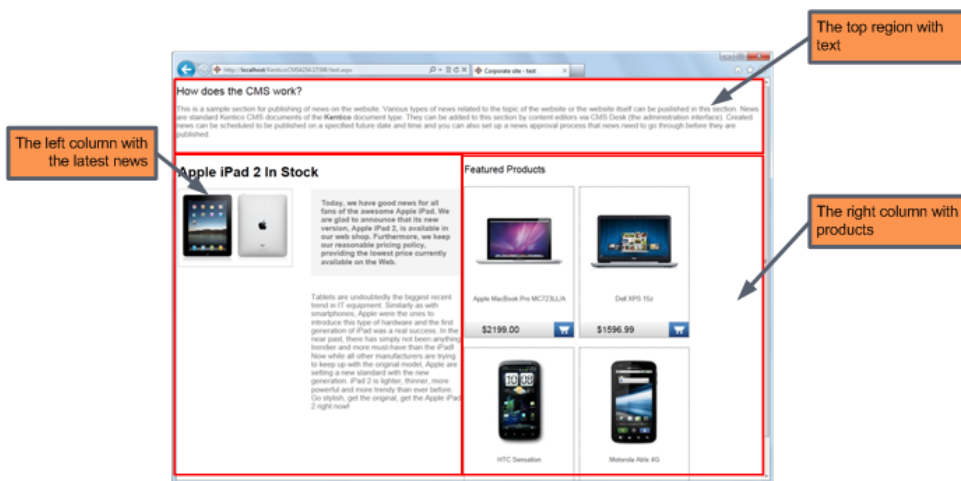 The top region with
text
http://localhost/KenticoCMS6254.27398/test.aspx
Corporate site - test
How does the CMS work?
This is a sample section for publishing of news on the website. Various types of news related to the topic of the website or the website itself can be puslished in this section. News
are standard Kentico CMS documents of the Kentico document type. They can be added to this section by content editors via CMS Desk (the administration interface). Created
news can be scheduled to be published on a specified future date and time and you can also set up a news approval process that news need to go through before they are
published.
The left column with
the latest news
Apple iPad 2 In Stock
Today, we have good news for all
fans of the awesome Apple iPad. We
are glad to announce that its new
version, Apple iPad 2, is available in
our web shop. Furthermore, we keep
our reasonable pricing policy,
providing the lowest price currently
available on the Web.
Tablets are undoubtedly the biggest recent
trend in IT equipment. Similarly as with
smartphones, Apple were the ones to
introduce this type of hardware and the first
generation of iPad was a real success. In the
near past, there has simply not been anything
trendier and more must-have than the iPad!
Now while all other manufacturers are trying
to keep up with the original model, Apple are
setting a new standard with the new
generation. iPad 2 is lighter, thinner, more
powerful and more trendy than ever before.
Go stylish, get the original, get the Apple iPad
2 right now!
Featured Products
Apple MacBook Pro MC723LL/A
Dell XPS 15z
$2199.00
$1596.99
HTC Sensation
Motorola Atrix 4G
The right column with
products